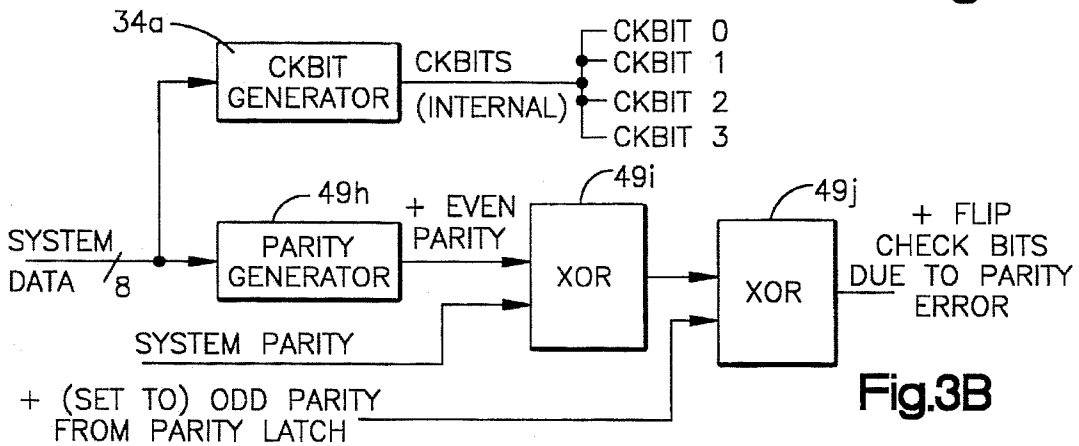 34a
CKBIT
GENERATOR
CKBITS
(INTERNAL)
CKBIT 0
CKBIT 1
CKBIT 2
CKBIT 3
SYSTEM
DATA
8
49h
PARITY
GENERATOR
+ EVEN
PARITY
49i
XOR
49j
XOR
+ FLIP
CHECK BITS
DUE TO PARITY
ERROR
SYSTEM PARITY
+ (SET TO) ODD PARITY
FROM PARITY LATCH
Fig.3B